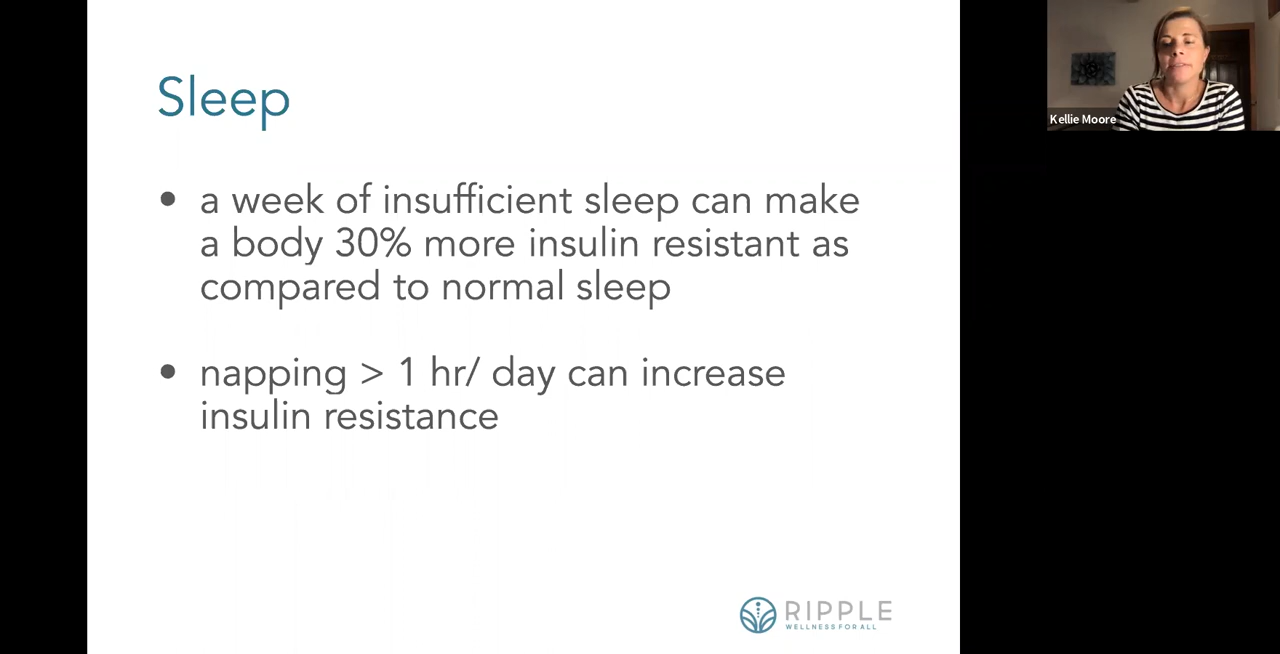 Sleep
• a week of insufficient sleep can make
a body 30% more insulin resistant as
compared to normal sleep
• napping > 1 hr/ day can increase
insulin resistance
RIPPLE
WELLNESS FOR ALL
Kellie Moore